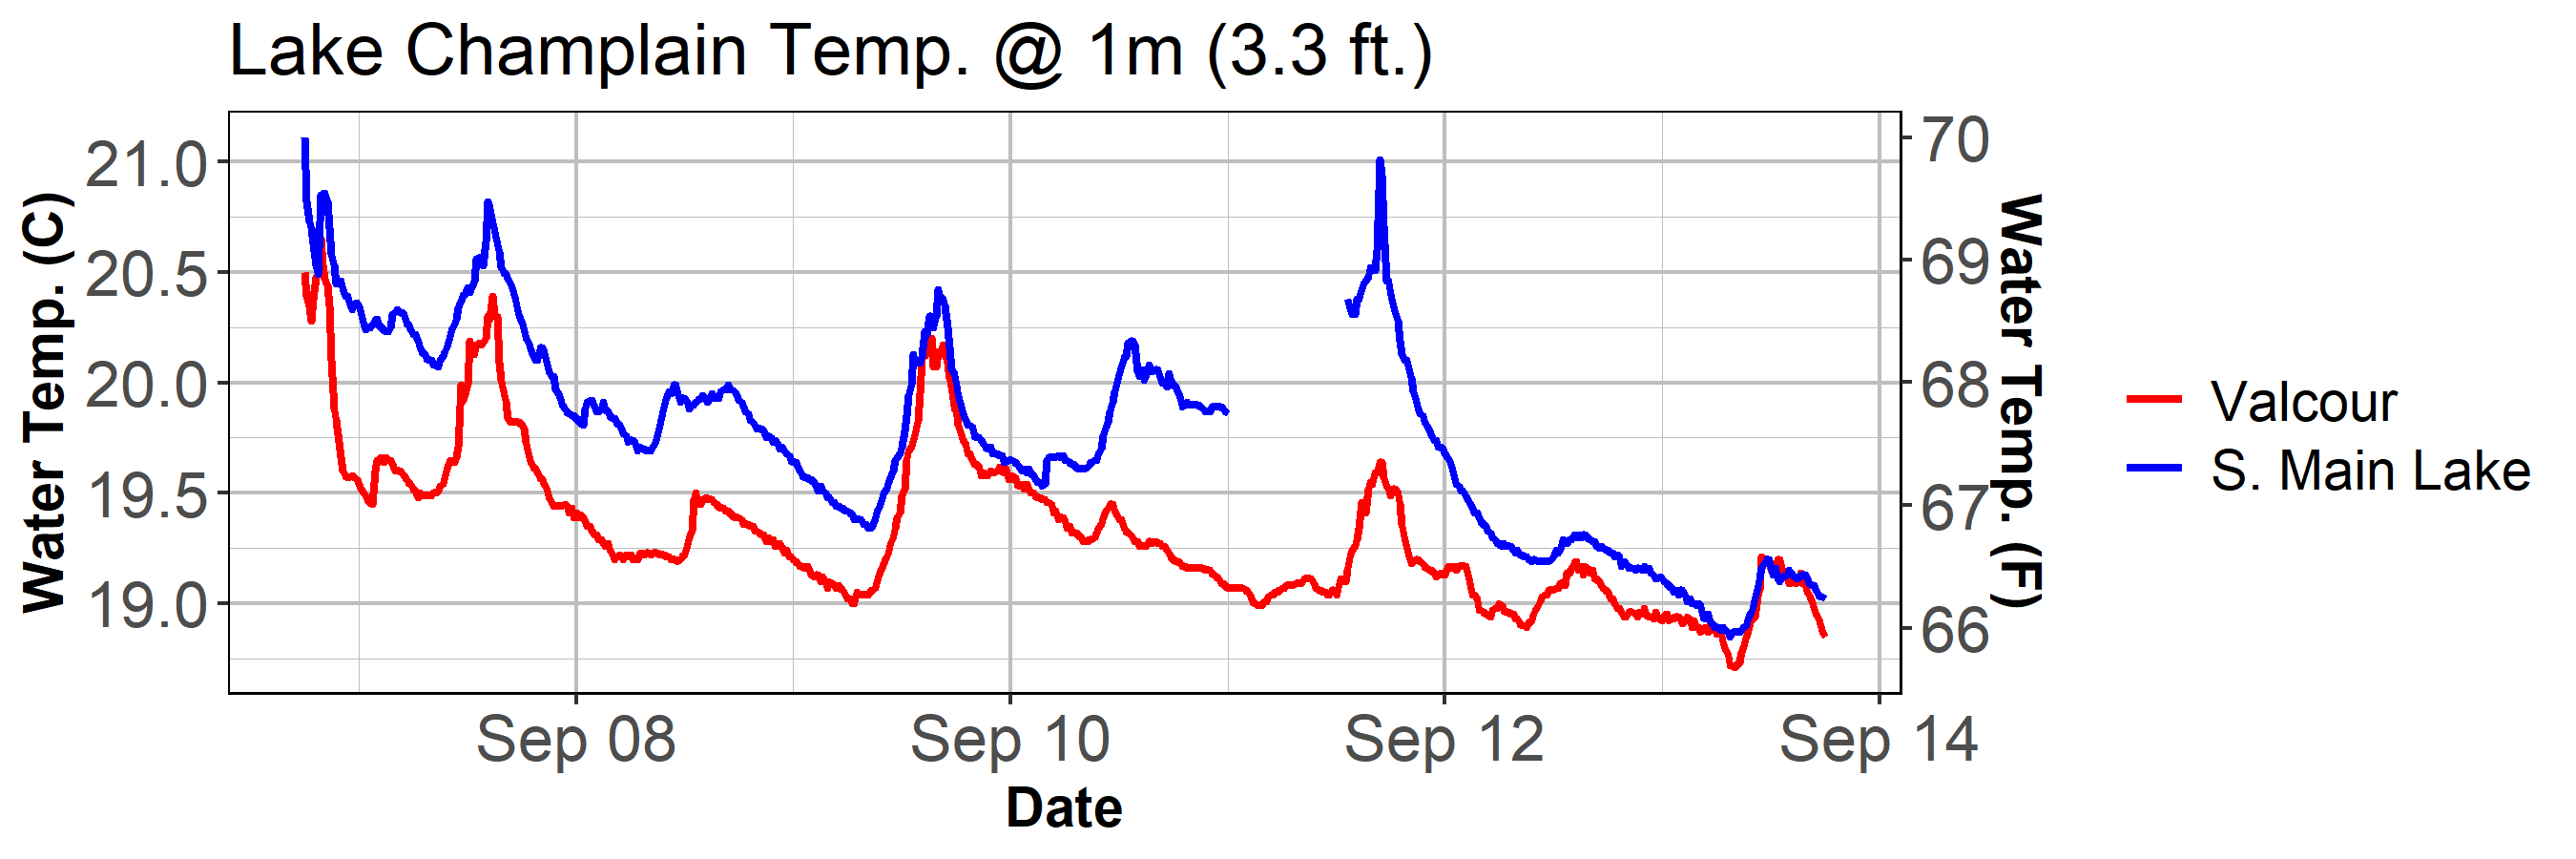 Lake Champlain Temp. @ 1m (3.3 ft.)
Water Temp. (C)
21.0
20.5
20.0
19.5
19.0
70
69
68
67
66
Water Temp. (F)
Sep 08
Sep 10
Sep 12
Sep 14
Date
Valcour
S. Main Lake